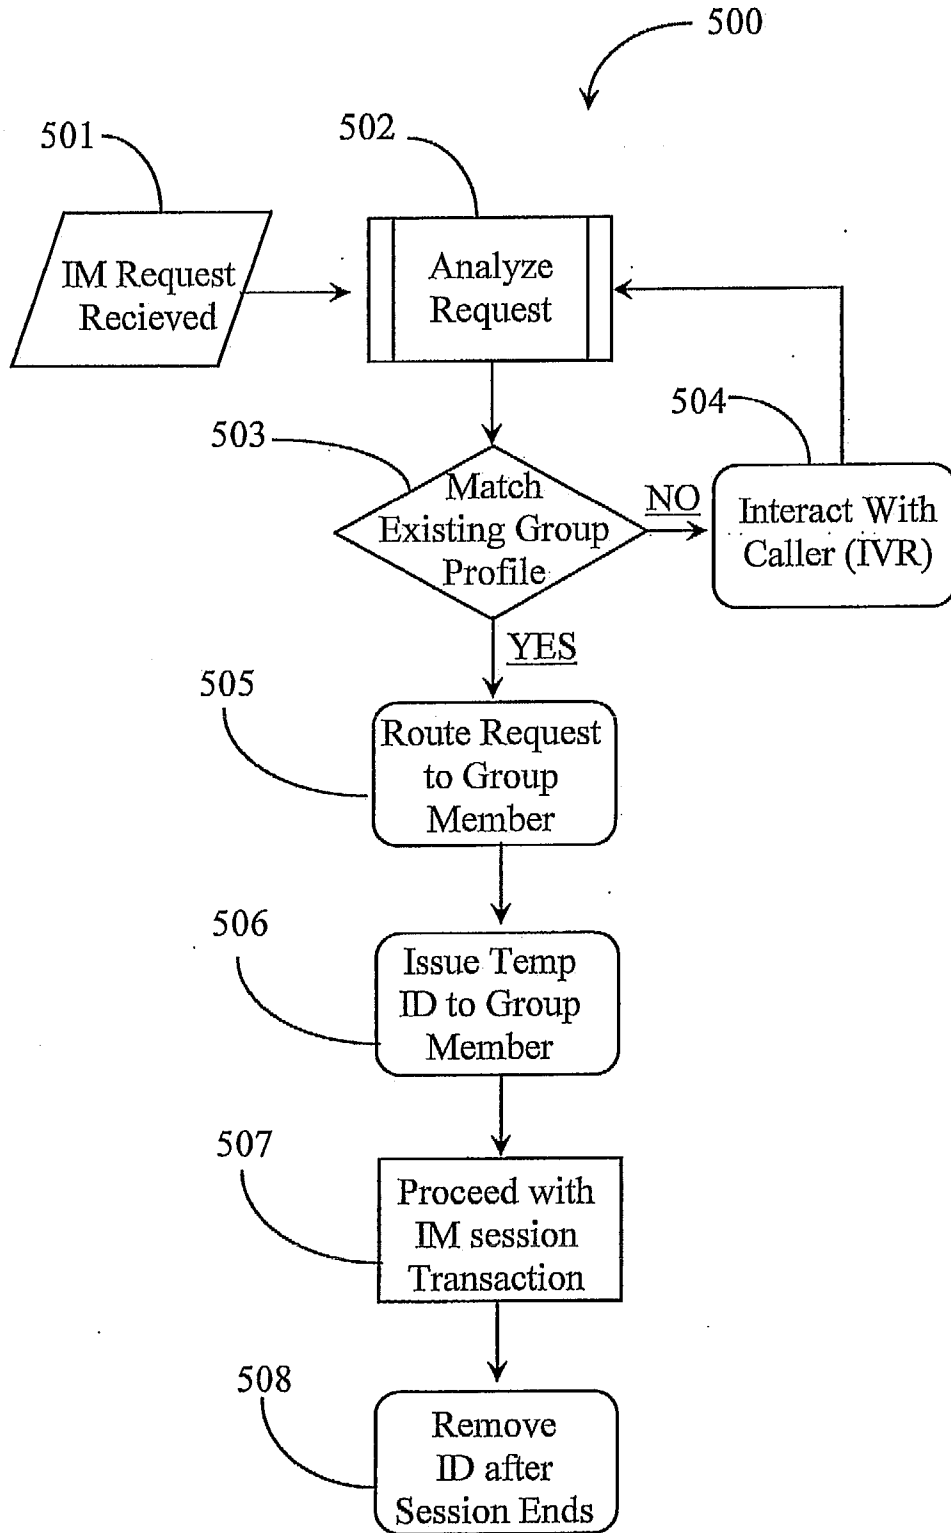 500
501
502
IM Request
Recieved
Analyze
Request
503
504
Match
Existing Group
Profile
NO
Interact With
Caller (IVR)
YES
505
Route Request
to Group
Member
506
Issue Temp
ID to Group
Member
507
Proceed with
IM session
Transaction
508
Remove
ID after
Session Ends